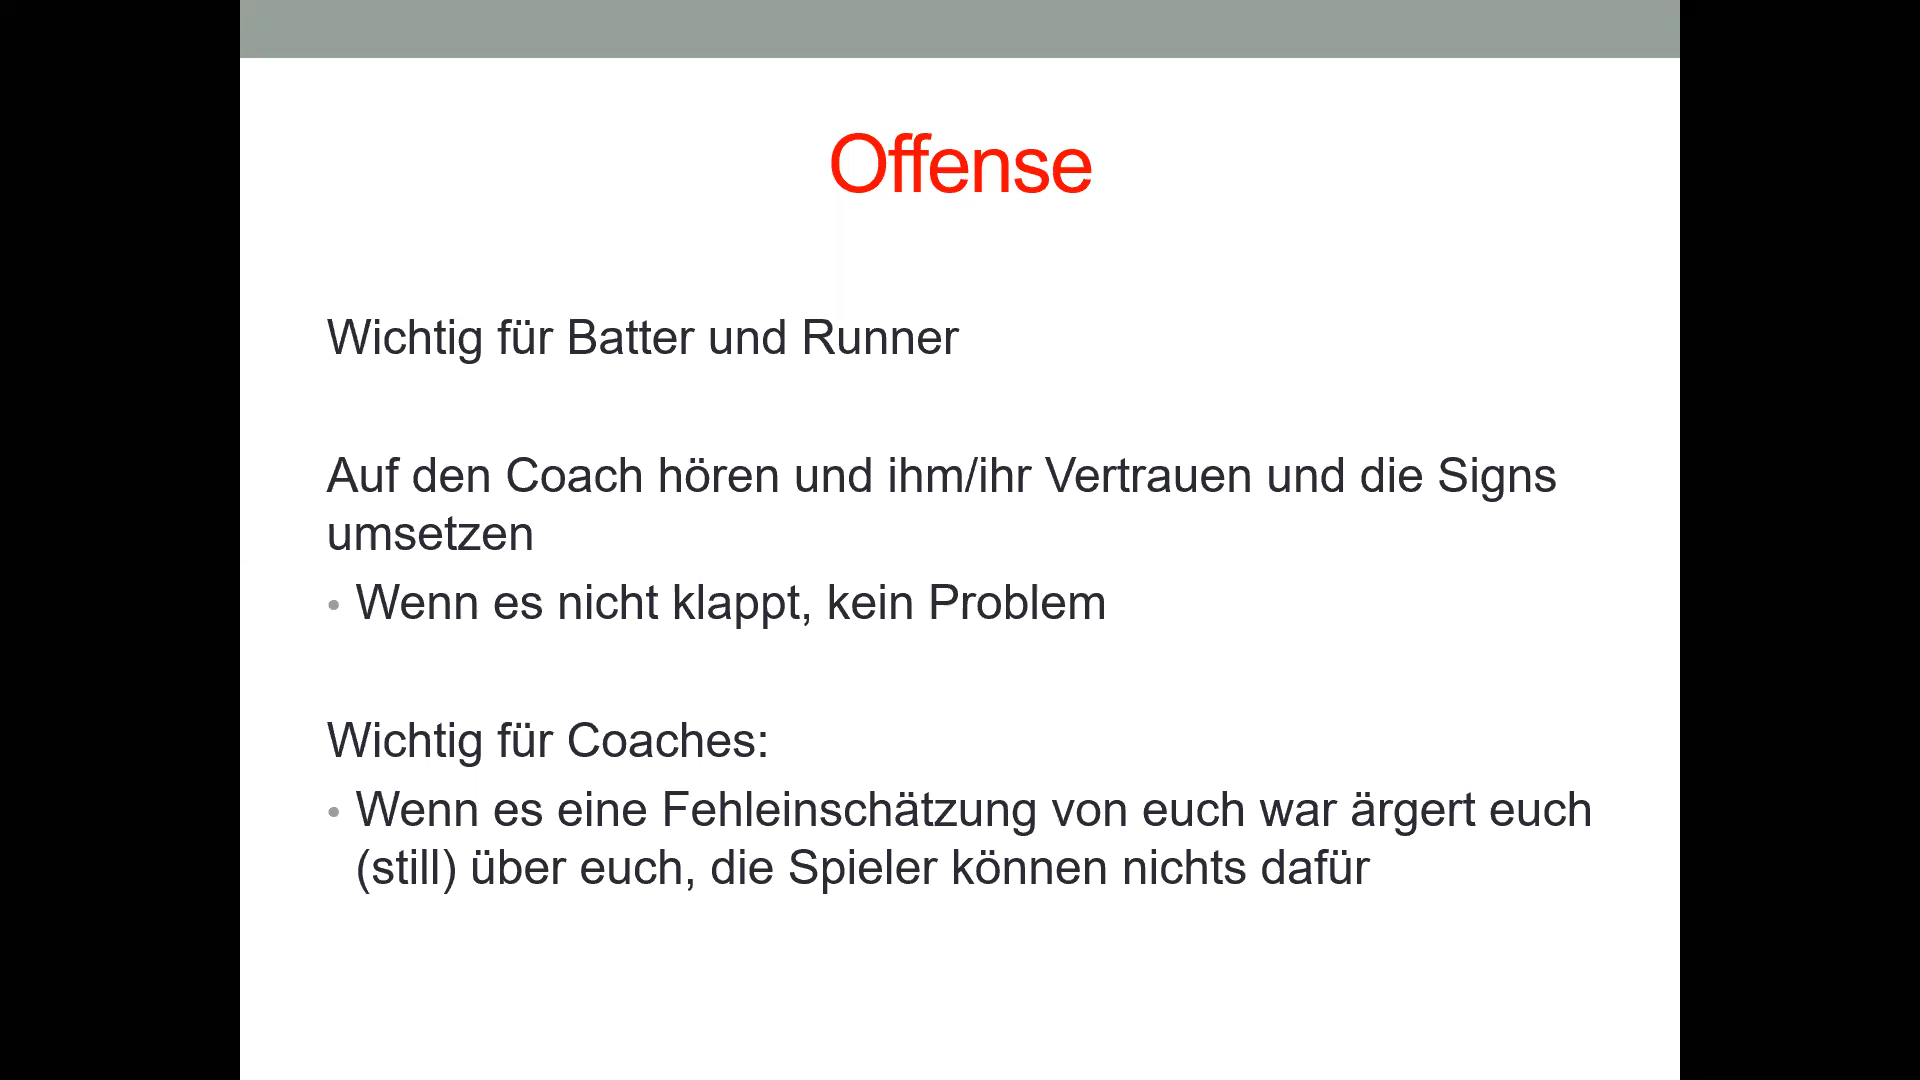 Offense
Wichtig für Batter und Runner
Auf den Coach hören und ihm/ihr Vertrauen und die Signs
umsetzen
• Wenn es nicht klappt, kein Problem
Wichtig für Coaches:
• Wenn es eine Fehleinschätzung von euch war ärgert euch
(still) über euch, die Spieler können nichts dafür